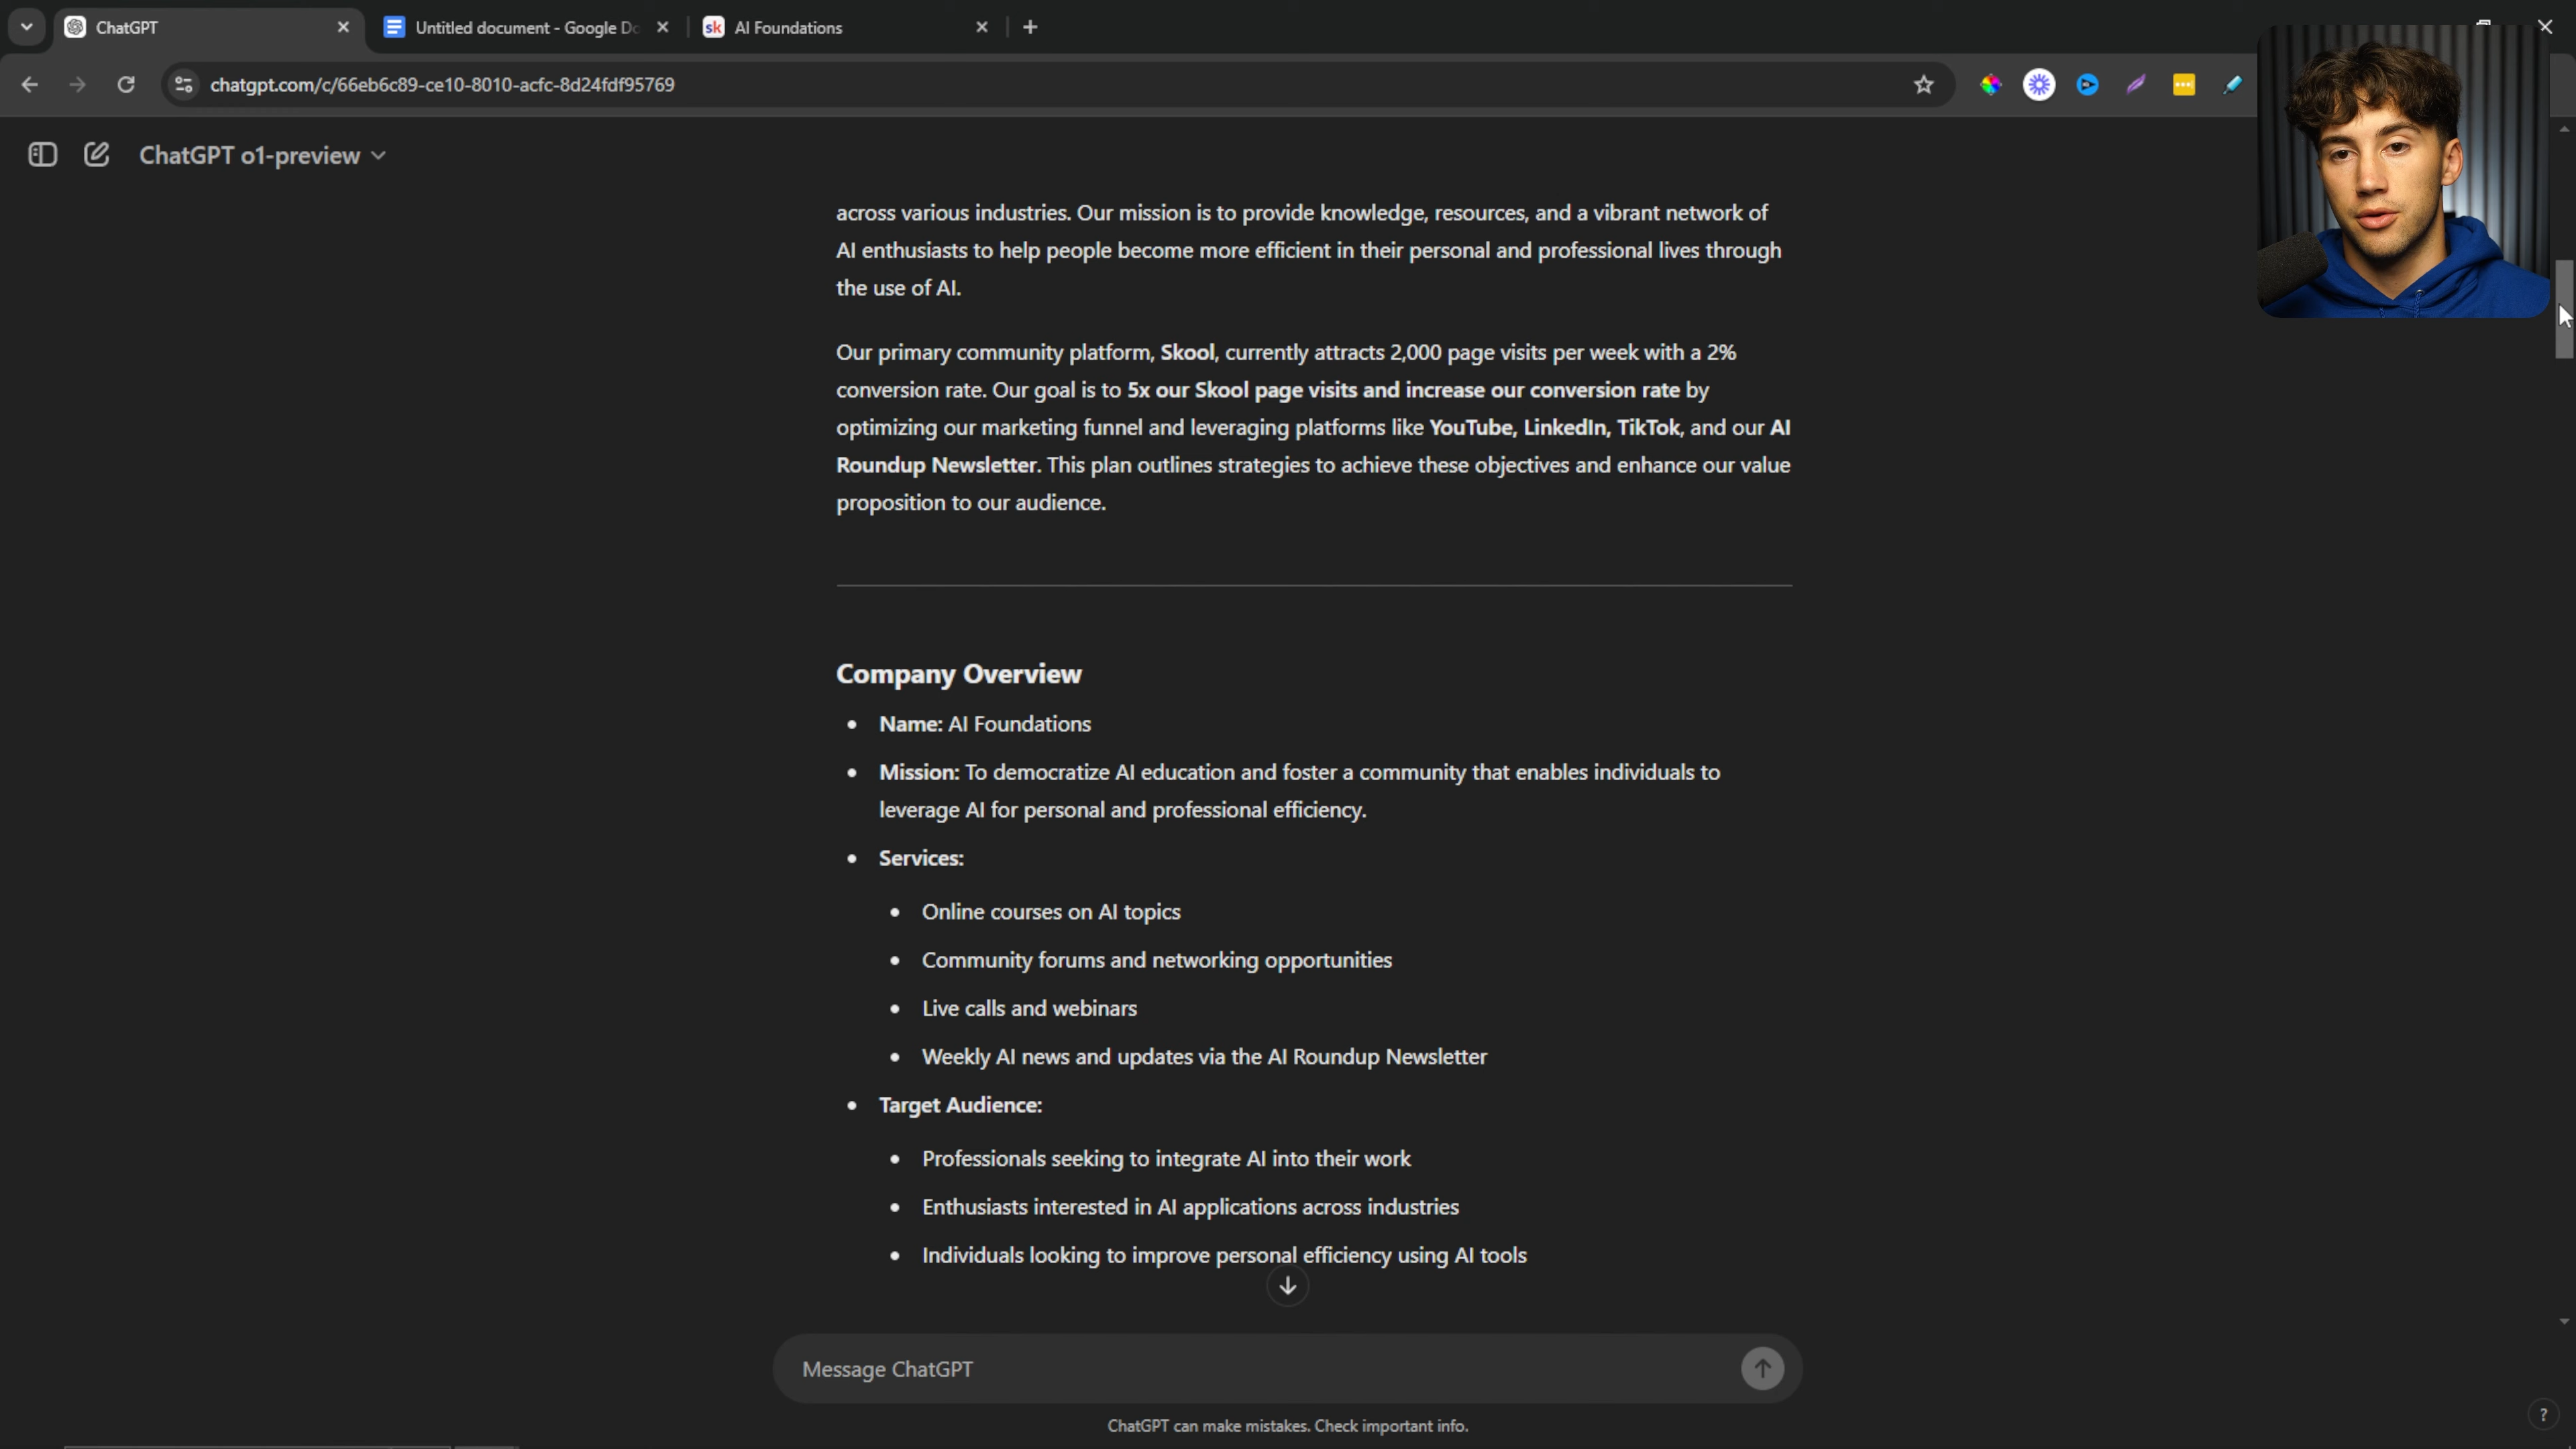 ChatGPT
Untitled document - Google Do
sk
AI Foundations
chatgpt.com/c/66eb6c89-ce10-8010-acfc-8d24fdf95769
ChatGPT o1-preview
across various industries. Our mission is to provide knowledge, resources, and a vibrant network of
AI enthusiasts to help people become more efficient in their personal and professional lives through
the use of AI.
Our primary community platform, Skool, currently attracts 2,000 page visits per week with a 2%
conversion rate. Our goal is to 5x our Skool page visits and increase our conversion rate by
optimizing our marketing funnel and leveraging platforms like YouTube, LinkedIn, TikTok, and our AI
Roundup Newsletter. This plan outlines strategies to achieve these objectives and enhance our value
proposition to our audience.
Company Overview
• Name: AI Foundations
• Mission: To democratize AI education and foster a community that enables individuals to
leverage AI for personal and professional efficiency.
• Services:
• Online courses on AI topics
• Community forums and networking opportunities
• Live calls and webinars
• Weekly AI news and updates via the AI Roundup Newsletter
• Target Audience:
• Professionals seeking to integrate AI into their work
• Enthusiasts interested in AI applications across industries
• Individuals looking to improve personal efficiency using AI tools
Message ChatGPT
ChatGPT can make mistakes. Check important info.
?